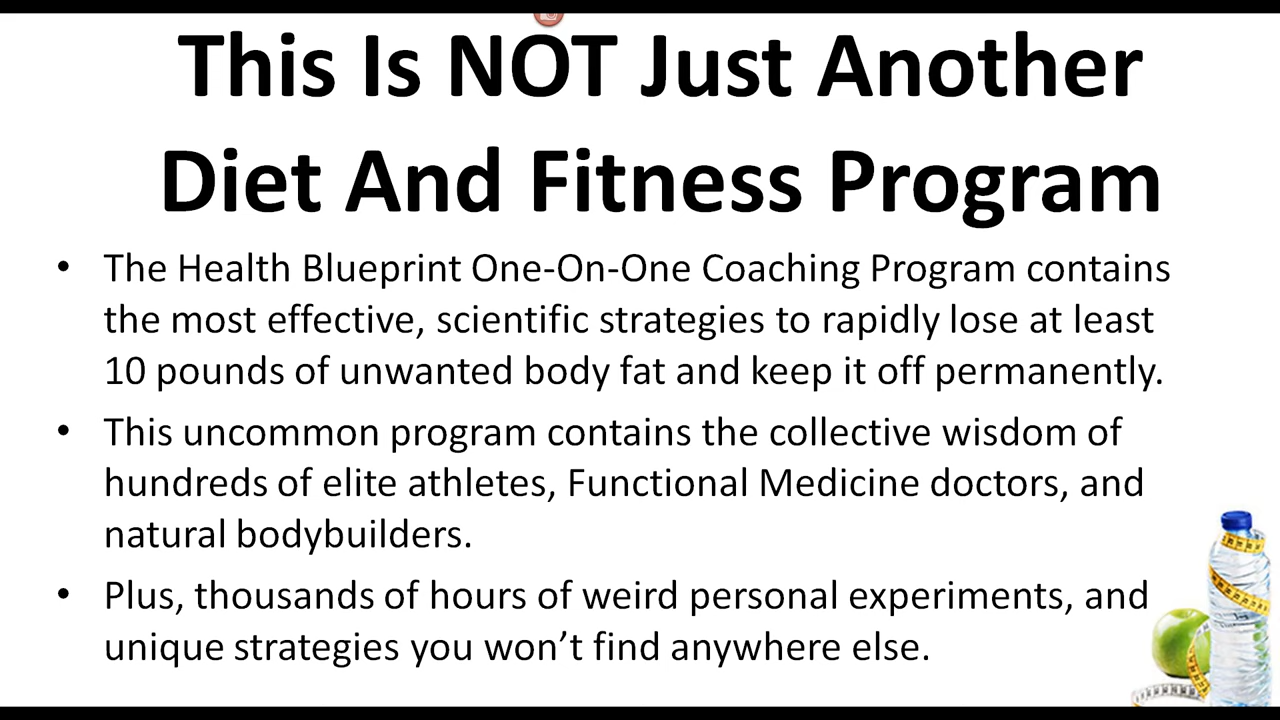 This Is NOT Just Another
Diet And Fitness Program
• The Health Blueprint One-On-One Coaching Program contains
the most effective, scientific strategies to rapidly lose at least
10 pounds of unwanted body fat and keep it off permanently.
• This uncommon program contains the collective wisdom of
hundreds of elite athletes, Functional Medicine doctors, and
natural bodybuilders.
• Plus, thousands of hours of weird personal experiments, and
unique strategies you won’t find anywhere else.